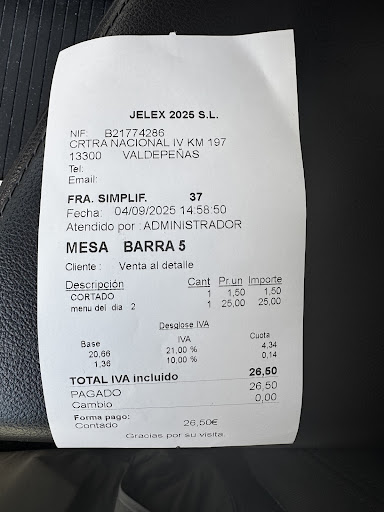 JELEX 2025 S.L.
NIF: B21774286
CRTRA NACIONAL IV KM 197
13300 VALDEPEÑAS
Tel:
Email:
FRA. SIMPLIF. 37
Fecha: 04/09/2025 14:58:50
Atendido por :ADMINISTRADOR
MESA BARRA 5
Cliente : Venta al detalle
Descripción Cant Pr.un Importe
CORTADO 1 1,50 1,50
menu del dia 2 1 25,00 25,00
Desglose IVA
Base IVA Cuota
20,66 21,00 % 4,34
1,36 10,00 % 0,14
TOTAL IVA incluido 26,50
PAGADO 26,50
Cambio 0,00
Forma pago:
Contado 26,50€
Gracias por su visita.